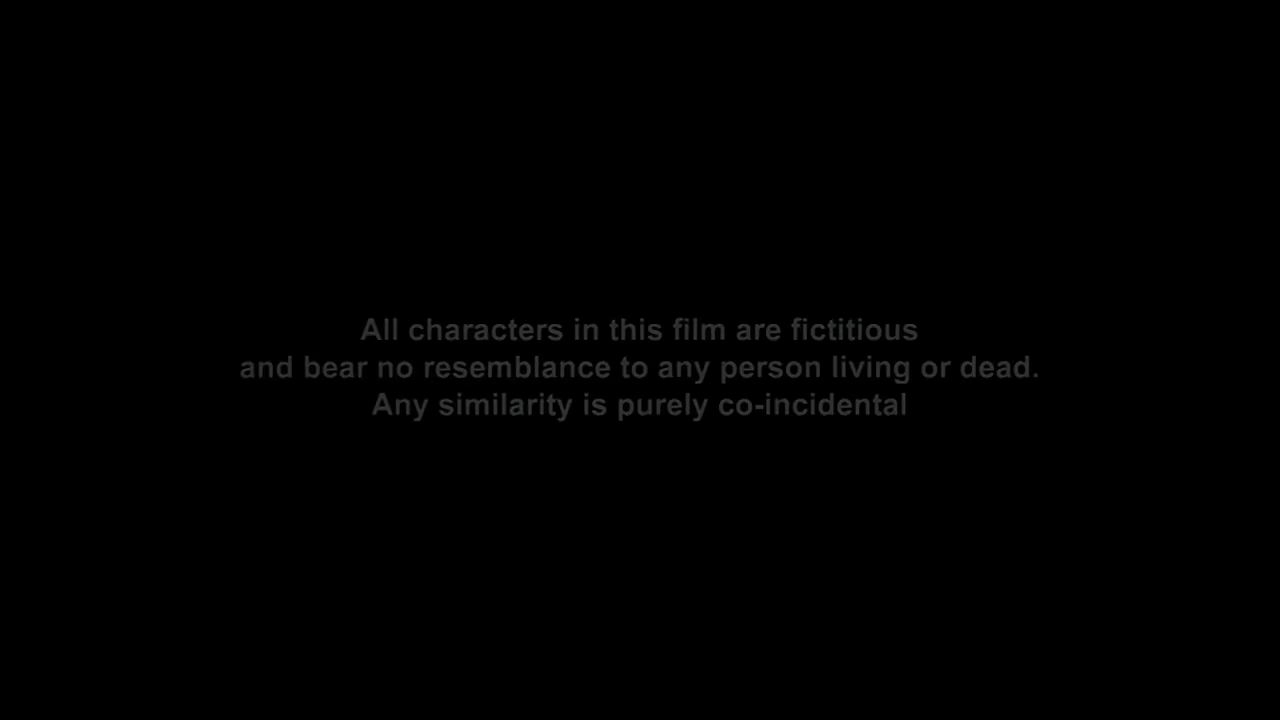 All characters in this film are fictitious
and bear no resemblance to any person living or dead.
Any similarity is purely co-incidental